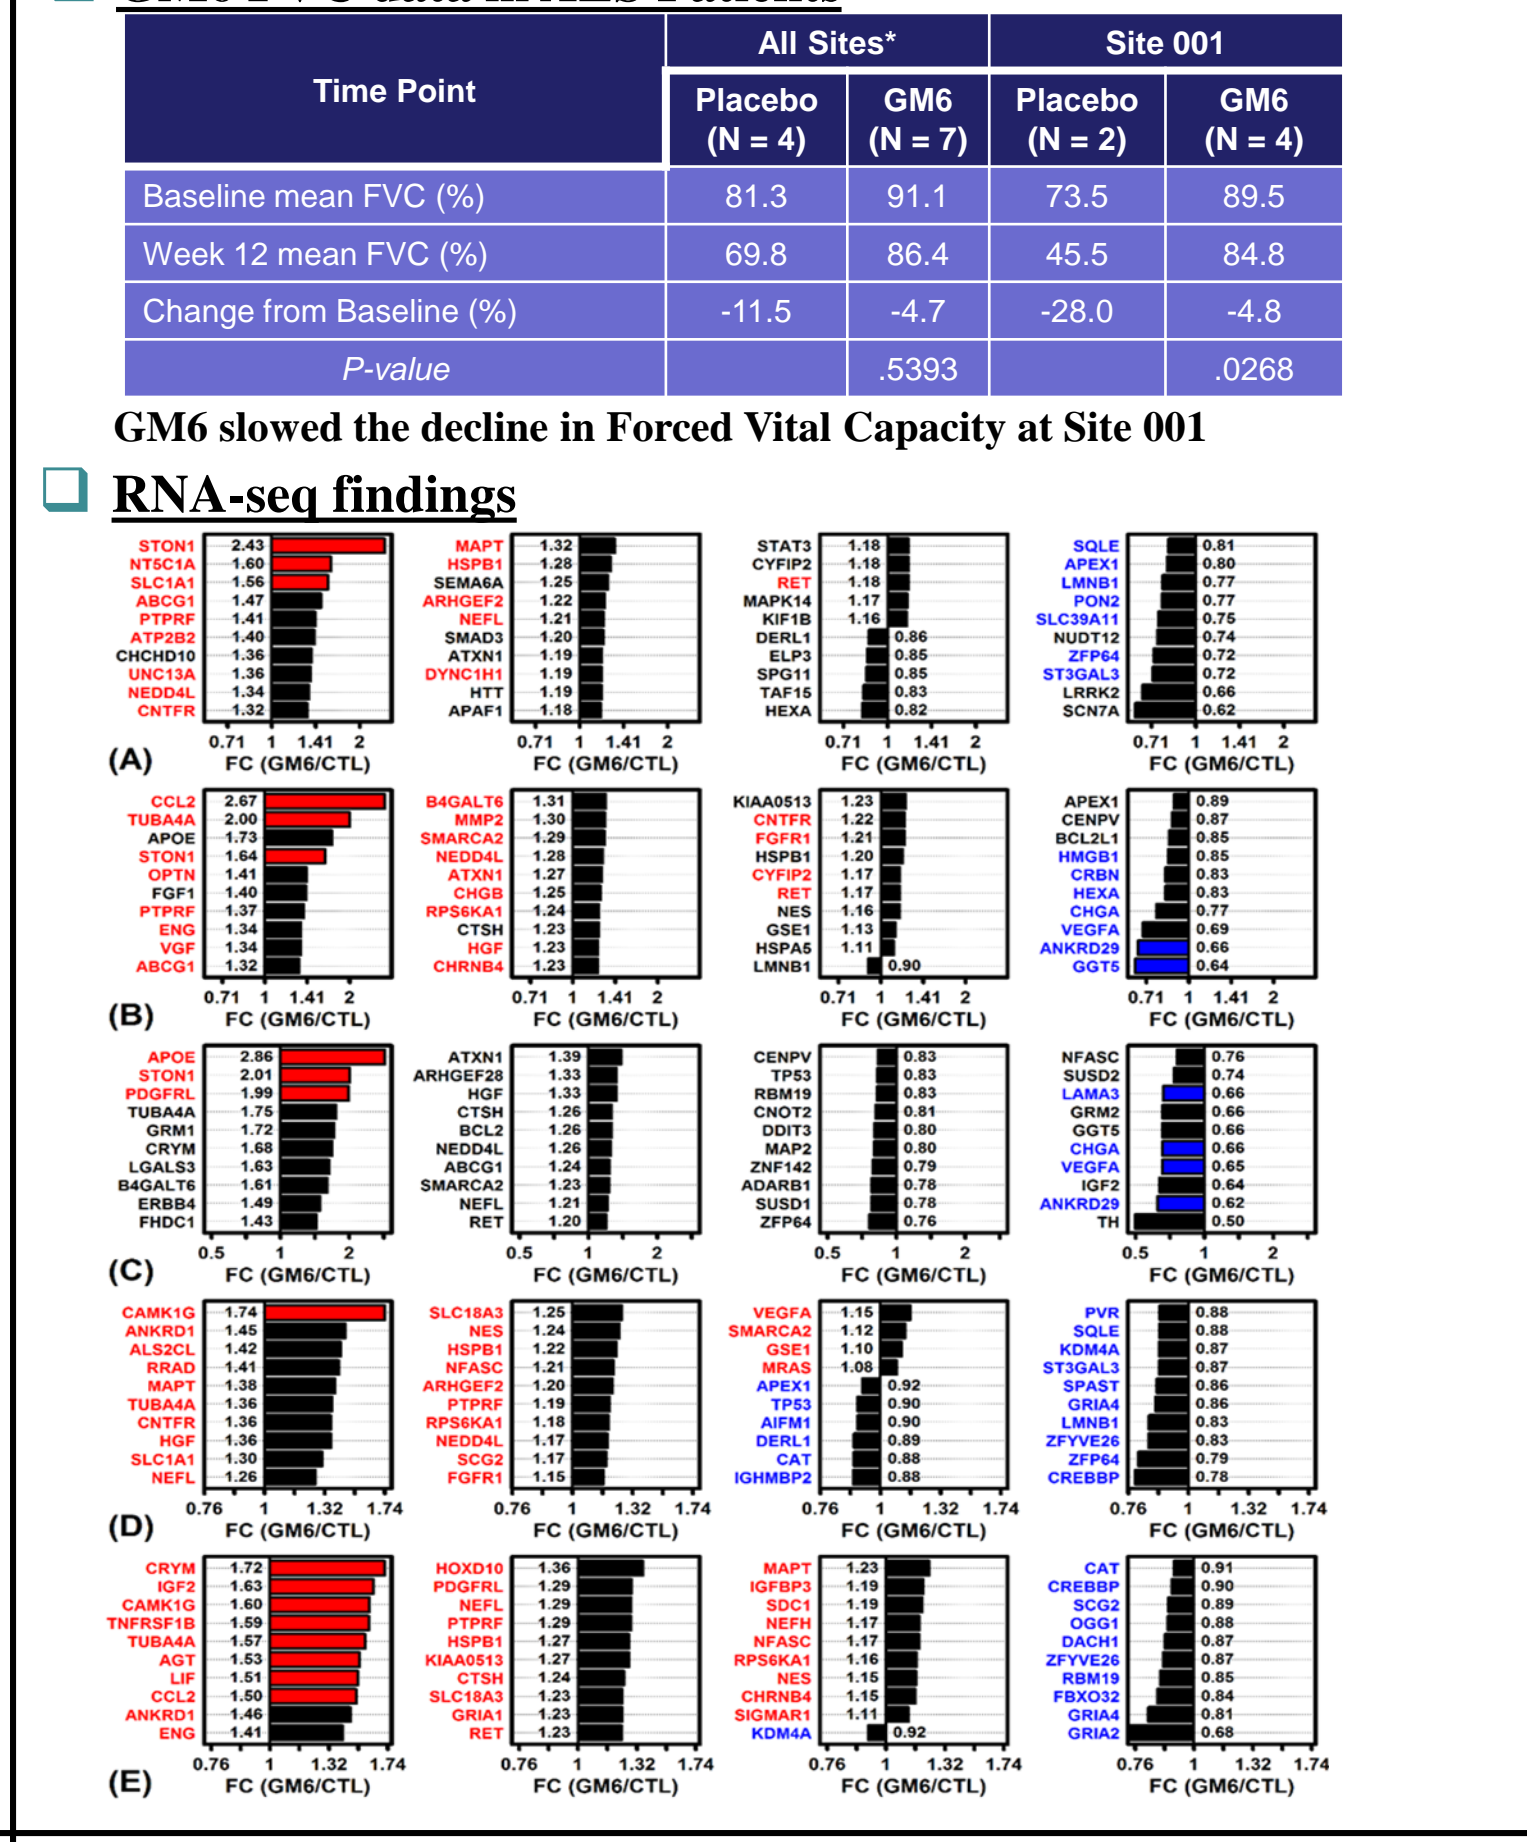 GM6 FVC data in ALS Patients
Time Point All Sites* Site 001
Placebo (N = 4) GM6 (N = 7) Placebo (N = 2) GM6 (N = 4)
Baseline mean FVC (%) 81.3 91.1 73.5 89.5
Week 12 mean FVC (%) 69.8 86.4 45.5 84.8
Change from Baseline (%) -11.5 -4.7 -28.0 -4.8
P-value .5393 .0268
GM6 slowed the decline in Forced Vital Capacity at Site 001
RNA-seq findings
STON1 2.43 MAPT 1.32 STAT3 1.18 SQLE 0.81
NT5C1A 1.60 HSPB1 1.28 CYFIP2 1.18 APEX1 0.80
SLC1A1 1.56 SEMA6A 1.25 RET 1.18 LMNB1 0.77
ABCG1 1.47 ARHGEF2 1.22 MAPK14 1.17 PON2 0.77
PTPRF 1.41 NEFL 1.21 KIF1B 1.16 SLC39A11 0.75
ATP2B2 1.40 SMAD3 1.20 DERL1 0.86 NUDT12 0.74
CHCHD10 1.36 ATXN1 1.19 ELP3 0.85 ZFP64 0.72
UNC13A 1.36 DYNC1H1 1.19 SPG11 0.85 ST3GAL3 0.72
NEDD4L 1.34 HTT 1.19 TAF15 0.83 LRRK2 0.66
CNTFR 1.32 APAF1 1.18 HEXA 0.82 SCN7A 0.62
0.71 1 1.41 2 0.71 1 1.41 2 0.71 1 1.41 2 0.71 1 1.41 2
(A) FC (GM6/CTL) FC (GM6/CTL) FC (GM6/CTL) FC (GM6/CTL)
CCL2 2.67 B4GALT6 1.31 KIAA0513 1.23 APEX1 0.89
TUBA4A 2.00 MMP2 1.30 CNTFR 1.22 CENPV 0.87
APOE 1.73 SMARCA2 1.29 FGFR1 1.21 BCL2L1 0.85
STON1 1.64 NEDD4L 1.28 HSPB1 1.20 HMGB1 0.85
OPTN 1.41 ATXN1 1.27 CYFIP2 1.17 CRBN 0.83
FGF1 1.40 CHGB 1.25 RET 1.17 HEXA 0.83
PTPRF 1.37 RPS6KA1 1.24 NES 1.16 CHGA 0.77
ENG 1.34 CTSH 1.23 GSE1 1.13 VEGFA 0.69
VGF 1.34 HGF 1.23 HSPA5 1.11 ANKRD29 0.66
ABCG1 1.32 CHRNB4 1.23 LMNB1 0.90 GGT5 0.64
0.71 1 1.41 2 0.71 1 1.41 2 0.71 1 1.41 2 0.71 1 1.41 2
(B) FC (GM6/CTL) FC (GM6/CTL) FC (GM6/CTL) FC (GM6/CTL)
APOE 2.86 ATXN1 1.39 CENPV 0.83 NFASC 0.76
STON1 2.01 ARHGEF28 1.33 TP53 0.83 SUSD2 0.74
PDGFRL 1.99 HGF 1.33 RBM19 0.83 LAMA3 0.66
TUBA4A 1.75 CTSH 1.26 CNOT2 0.81 GRM2 0.66
GRM1 1.72 BCL2 1.26 DDIT3 0.80 GGT5 0.66
CRYM 1.68 NEDD4L 1.26 MAP2 0.80 CHGA 0.66
LGALS3 1.63 ABCG1 1.24 ZNF142 0.79 VEGFA 0.65
B4GALT6 1.61 SMARCA2 1.23 ADARB1 0.78 IGF2 0.64
ERBB4 1.49 NEFL 1.21 SUSD1 0.78 ANKRD29 0.62
FHDC1 1.43 RET 1.20 ZFP64 0.76 TH 0.50
0.5 1 2 0.5 1 2 0.5 1 2 0.5 1 2
(C) FC (GM6/CTL) FC (GM6/CTL) FC (GM6/CTL) FC (GM6/CTL)
CAMK1G 1.74 SLC18A3 1.25 VEGFA 1.15 PVR 0.88
ANKRD1 1.45 NES 1.24 SMARCA2 1.12 SQLE 0.88
ALS2CL 1.42 HSPB1 1.22 GSE1 1.10 KDM4A 0.87
RRAD 1.41 NFASC 1.21 MRAS 1.08 ST3GAL3 0.87
MAPT 1.38 ARHGEF2 1.20 APEX1 0.92 SPAST 0.86
TUBA4A 1.36 PTPRF 1.19 TP53 0.90 GRIA4 0.86
CNTFR 1.36 RPS6KA1 1.18 AIFM1 0.90 LMNB1 0.83
HGF 1.36 NEDD4L 1.17 DERL1 0.89 ZFYVE26 0.83
SLC1A1 1.30 SCG2 1.17 CAT 0.88 ZFP64 0.79
NEFL 1.26 FGFR1 1.15 IGHMBP2 0.88 CREBBP 0.78
0.76 1 1.32 1.74 0.76 1 1.32 1.74 0.76 1 1.32 1.74 0.76 1 1.32 1.74
(D) FC (GM6/CTL) FC (GM6/CTL) FC (GM6/CTL) FC (GM6/CTL)
CRYM 1.72 HOXD10 1.36 MAPT 1.23 CAT 0.91
IGF2 1.63 PDGFRL 1.29 IGFBP3 1.19 CREBBP 0.90
CAMK1G 1.60 NEFL 1.29 SDC1 1.19 SCG2 0.89
TNFRSF1B 1.59 PTPRF 1.29 NEFH 1.17 OGG1 0.88
TUBA4A 1.57 HSPB1 1.27 NFASC 1.17 DACH1 0.87
AGT 1.53 KIAA0513 1.27 RPS6KA1 1.16 ZFYVE26 0.87
LIF 1.51 CTSH 1.24 NES 1.15 RBM19 0.85
CCL2 1.50 SLC18A3 1.23 CHRNB4 1.15 FBXO32 0.84
ANKRD1 1.46 GRIA1 1.23 SIGMAR1 1.11 GRIA4 0.81
ENG 1.41 RET 1.23 KDM4A 0.92 GRIA2 0.68
0.76 1 1.32 1.74 0.76 1 1.32 1.74 0.76 1 1.32 1.74 0.76 1 1.32 1.74
(E) FC (GM6/CTL) FC (GM6/CTL) FC (GM6/CTL) FC (GM6/CTL)